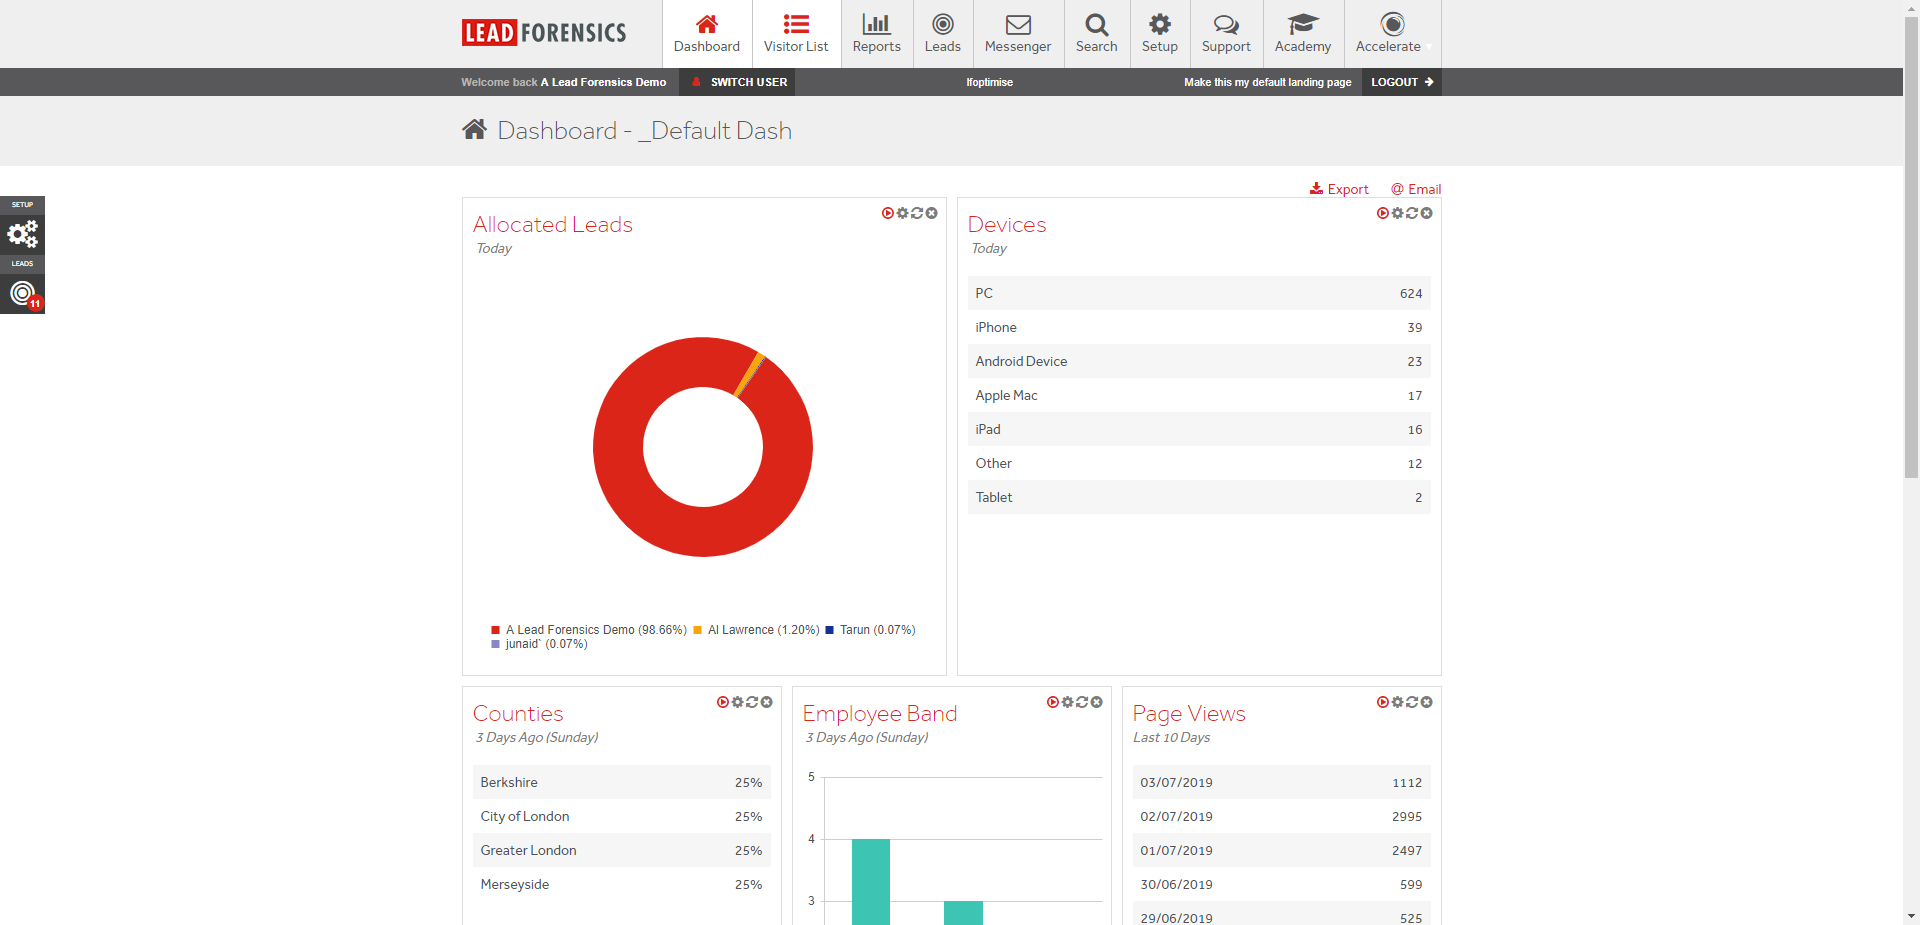 LEAD FORENSICS
Dashboard
Visitor List
Reports
Leads
Messenger
Search
Setup
Support
Academy
Accelerate
Welcome back A Lead Forensics Demo
SWITCH USER
lfoptimise
Make this my default landing page
LOGOUT
Dashboard - _Default Dash
Export
@ Email
SETUP
LEADS
11
Allocated Leads
Today
A Lead Forensics Demo (98.66%) Al Lawrence (1.20%) Tarun (0.07%)
junaid` (0.07%)
Devices
Today
PC 624
iPhone 39
Android Device 23
Apple Mac 17
iPad 16
Other 12
Tablet 2
Counties
3 Days Ago (Sunday)
Berkshire 25%
City of London 25%
Greater London 25%
Merseyside 25%
Employee Band
3 Days Ago (Sunday)
5
4
3
Page Views
Last 10 Days
03/07/2019 1112
02/07/2019 2995
01/07/2019 2497
30/06/2019 599
29/06/2019 525